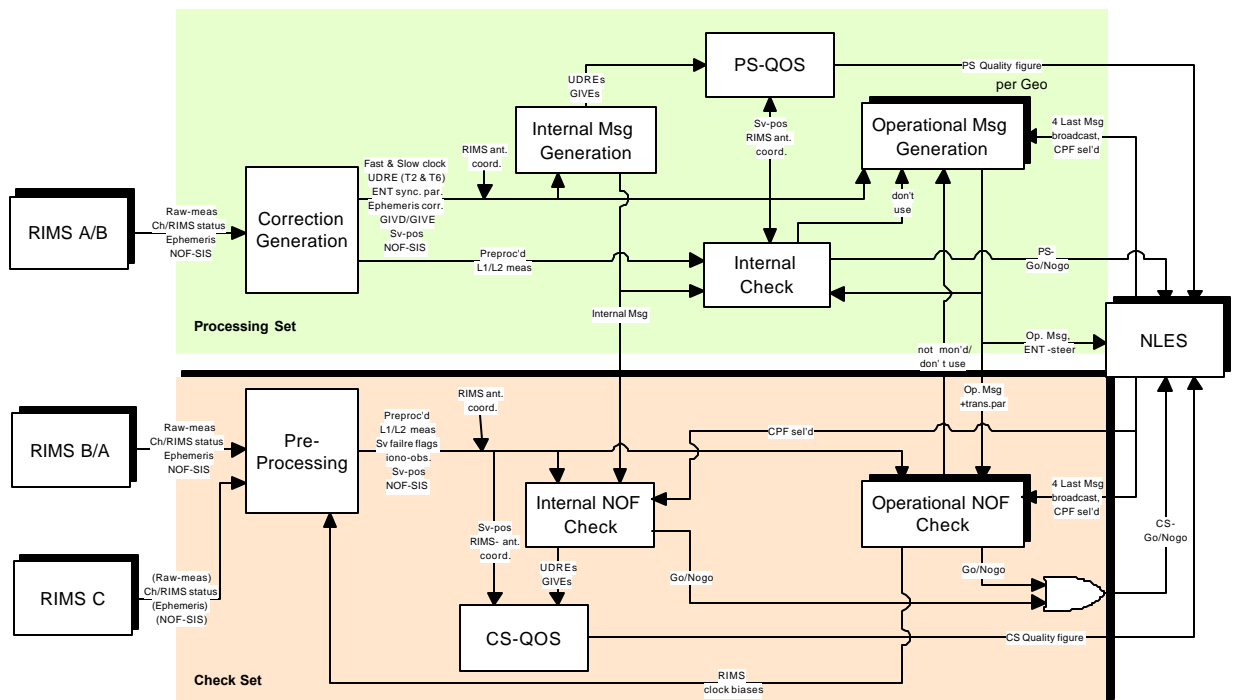 PS-QOS
PS Quality figure
per Geo
UDREs
GIVEs
Internal Msg
Generation
Sv-pos
RIMS ant.
coord.
Operational Msg
Generation
4 Last Msg
broadcast,
CPF sel'd
RIMS ant.
coord.
Fast & Slow clock
UDRE (T2 & T6)
ENT sync. par.
Ephemeris corr.
GIVD/GIVE
Sv-pos
NOF-SIS
don't
use
RIMS A/B
Raw-meas
Ch/RIMS status
Ephemeris
NOF-SIS
Correction
Generation
Preproc'd
L1/L2 meas
Internal
Check
PS-
Go/Nogo
Internal Msg
Processing Set
not mon'd/
don' t use
Op. Msg,
ENT -steer
NLES
RIMS B/A
Raw-meas
Ch/RIMS status
Ephemeris
NOF-SIS
Pre-
Processing
Preproc'd
L1/L2 meas
Sv failre flags
iono-obs.
Sv-pos
NOF-SIS
RIMS ant.
coord.
Op. Msg
+trans.par
CPF sel'd
Internal NOF
Check
Operational NOF
Check
4 Last Msg
broadcast,
CPF sel'd
Sv-pos
RIMS- ant.
coord.
UDREs
GIVEs
Go/Nogo
Go/Nogo
CS-
Go/Nogo
RIMS C
(Raw-meas)
Ch/RIMS status
(Ephemeris)
(NOF-SIS)
CS-QOS
CS Quality figure
Check Set
RIMS
clock biases